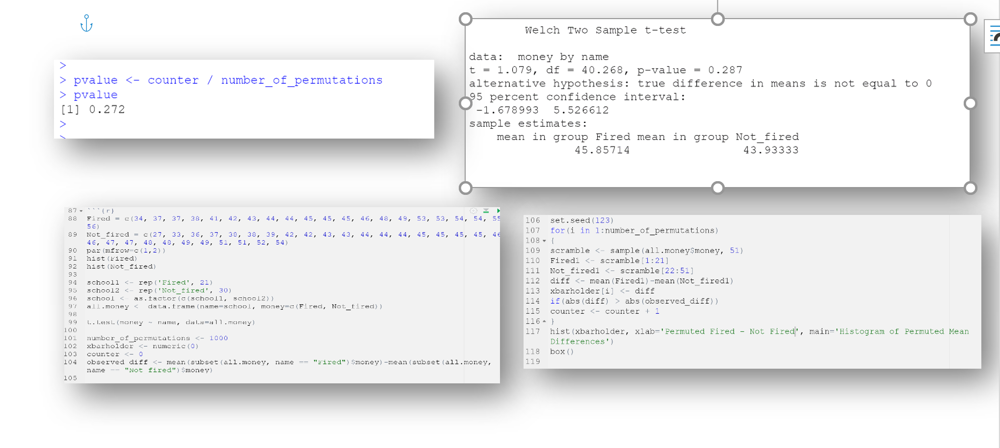 >
> pvalue <- counter / number_of_permutations
> pvalue
[1] 0.272
>
>
Welch Two Sample t-test
data:  money by name
t = 1.079, df = 40.268, p-value = 0.287
alternative hypothesis: true difference in means is not equal to 0
95 percent confidence interval:
-1.678993  5.526612
sample estimates:
mean in group Fired mean in group Not_fired
45.85714 43.93333
87 ```{r}
88 Fired = c(34, 37, 37, 38, 41, 42, 43, 44, 44, 45, 45, 45, 46, 48, 49, 53, 53, 54, 54, 55
56)
89 Not_fired = c(27, 33, 36, 37, 38, 38, 39, 42, 42, 43, 43, 44, 44, 44, 45, 45, 45, 45, 46
46, 47, 47, 48, 48, 49, 49, 51, 51, 52, 54)
90 par(mfrow=c(1,2))
91 hist(Fired)
92 hist(Not_fired)
93
94 school1 <- rep('Fired', 21)
95 school2 <- rep('Not_fired', 30)
96 school <- as.factor(c(school1, school2))
97 all.money <- data.frame(name=school, money=c(Fired, Not_fired))
98
99 t.test(money ~ name, data=all.money)
100
101 number_of_permutations <- 1000
102 xbarholder <- numeric(0)
103 counter <- 0
104 observed_diff <- mean(subset(all.money, name == "Fired")$money)-mean(subset(all.money,
name == "Not_fired")$money)
105
106 set.seed(123)
107 for(i in 1:number_of_permutations)
108 {
109 scramble <- sample(all.money$money, 51)
110 Fired1 <- scramble[1:21]
111 Not_fired1 <- scramble[22:51]
112 diff <- mean(Fired1)-mean(Not_fired1)
113 xbarholder[i] <- diff
114 if(abs(diff) > abs(observed_diff))
115 counter <- counter + 1
116 }
117 hist(xbarholder, xlab='Permuted Fired - Not Fired', main='Histogram of Permuted Mean
Differences')
118 box()
119